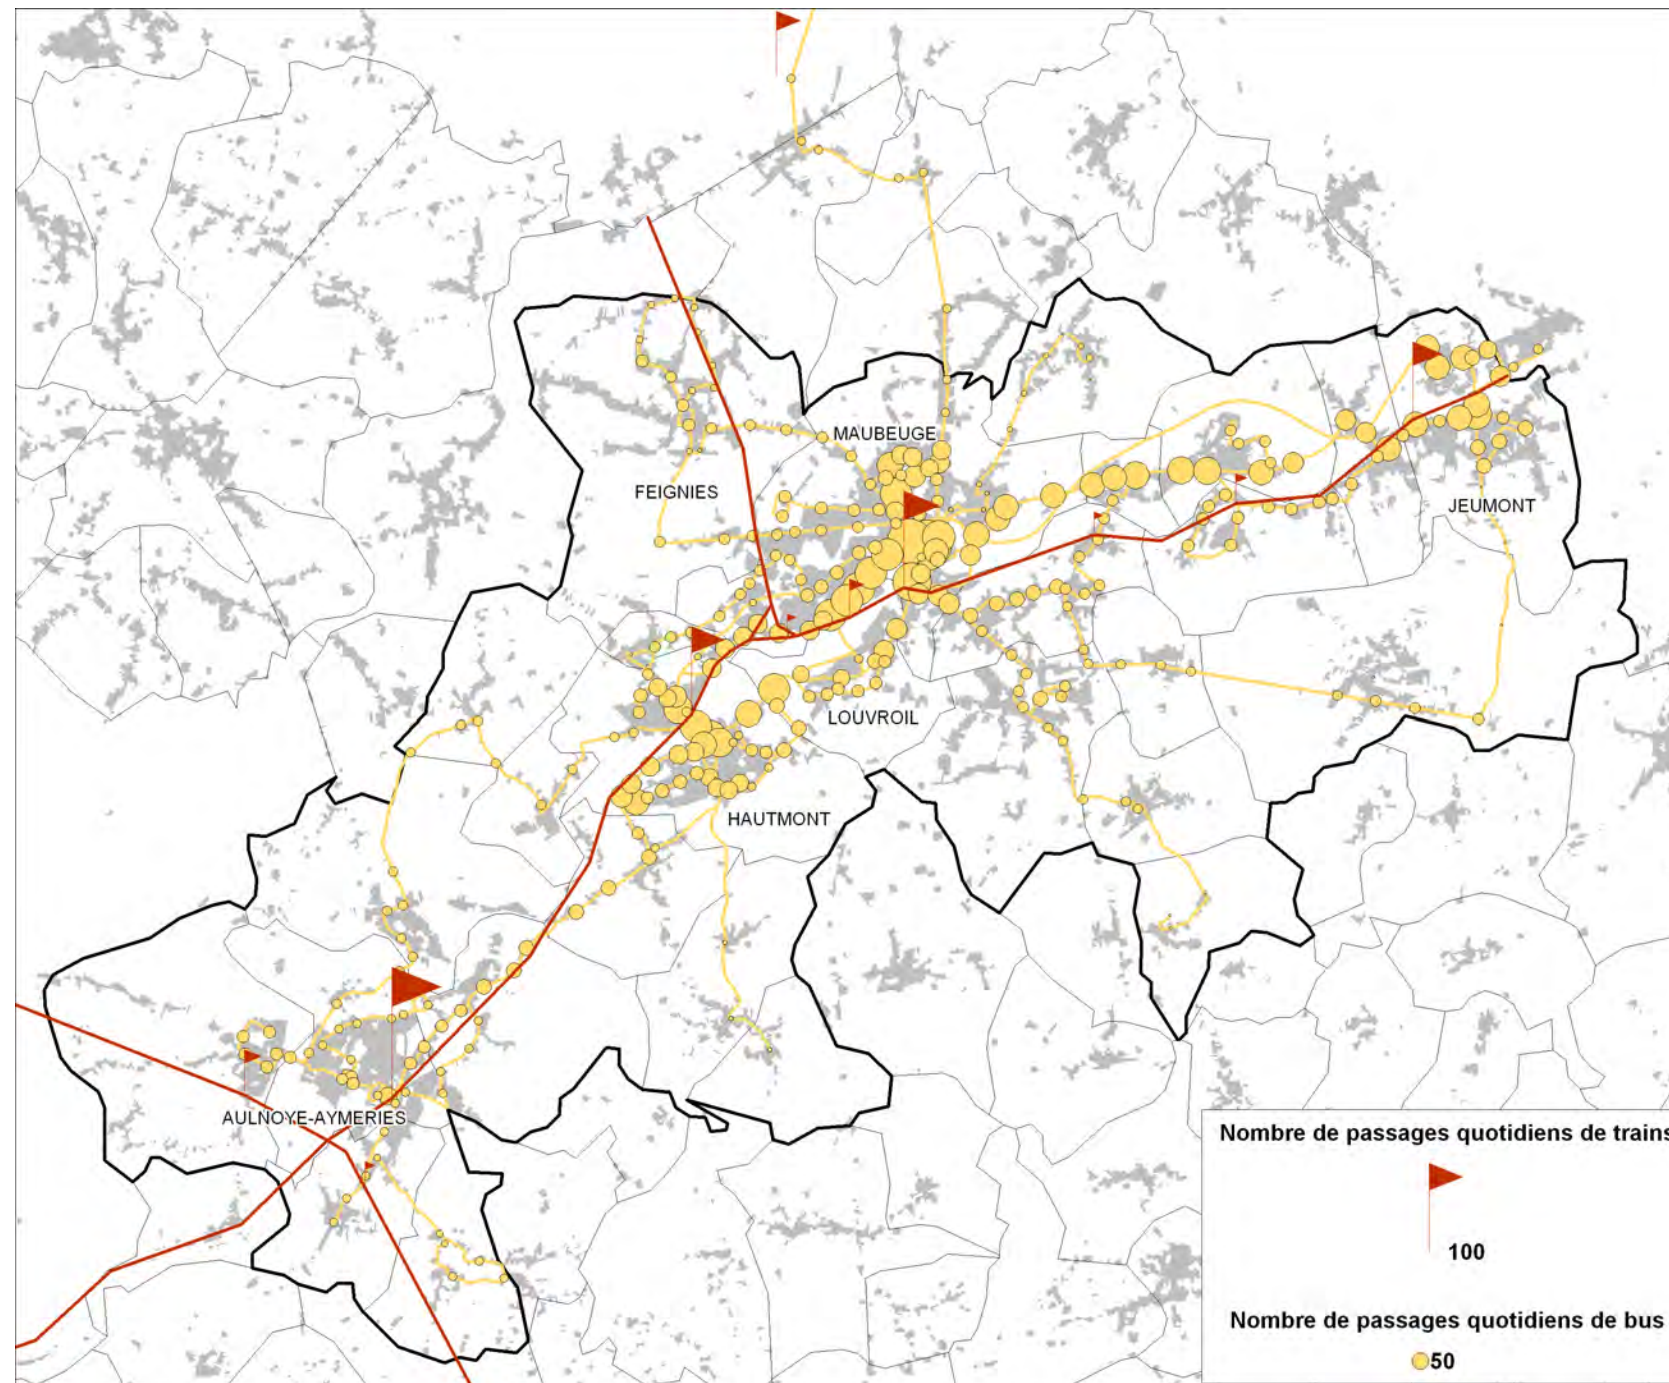 MAUBEUGE
FEIGNIES
JEUMONT
LOUVROIL
HAUTMONT
AULNOYE-AYMERIES
Nombre de passages quotidiens de trains
100
Nombre de passages quotidiens de bus
50